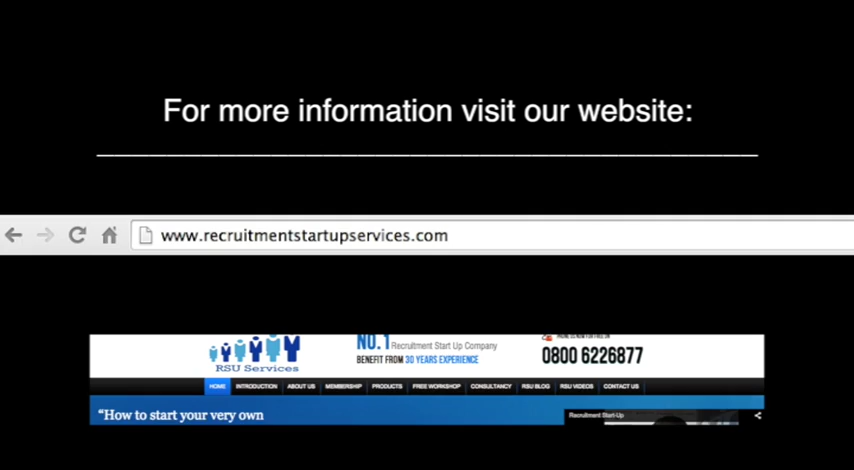 For more information visit our website:
www.recruitmentstartupservices.com
NO.1 Recruitment Start Up Company
RSU Services
BENEFIT FROM 30 YEARS EXPERIENCE
0800 6226877
HOME INTRODUCTION ABOUT US MEMBERSHIP PRODUCTS FREE WORKSHOP CONSULTANCY RSU BLOG RSU VIDEOS CONTACT US
“How to start your very own
Recruitment Start-Up